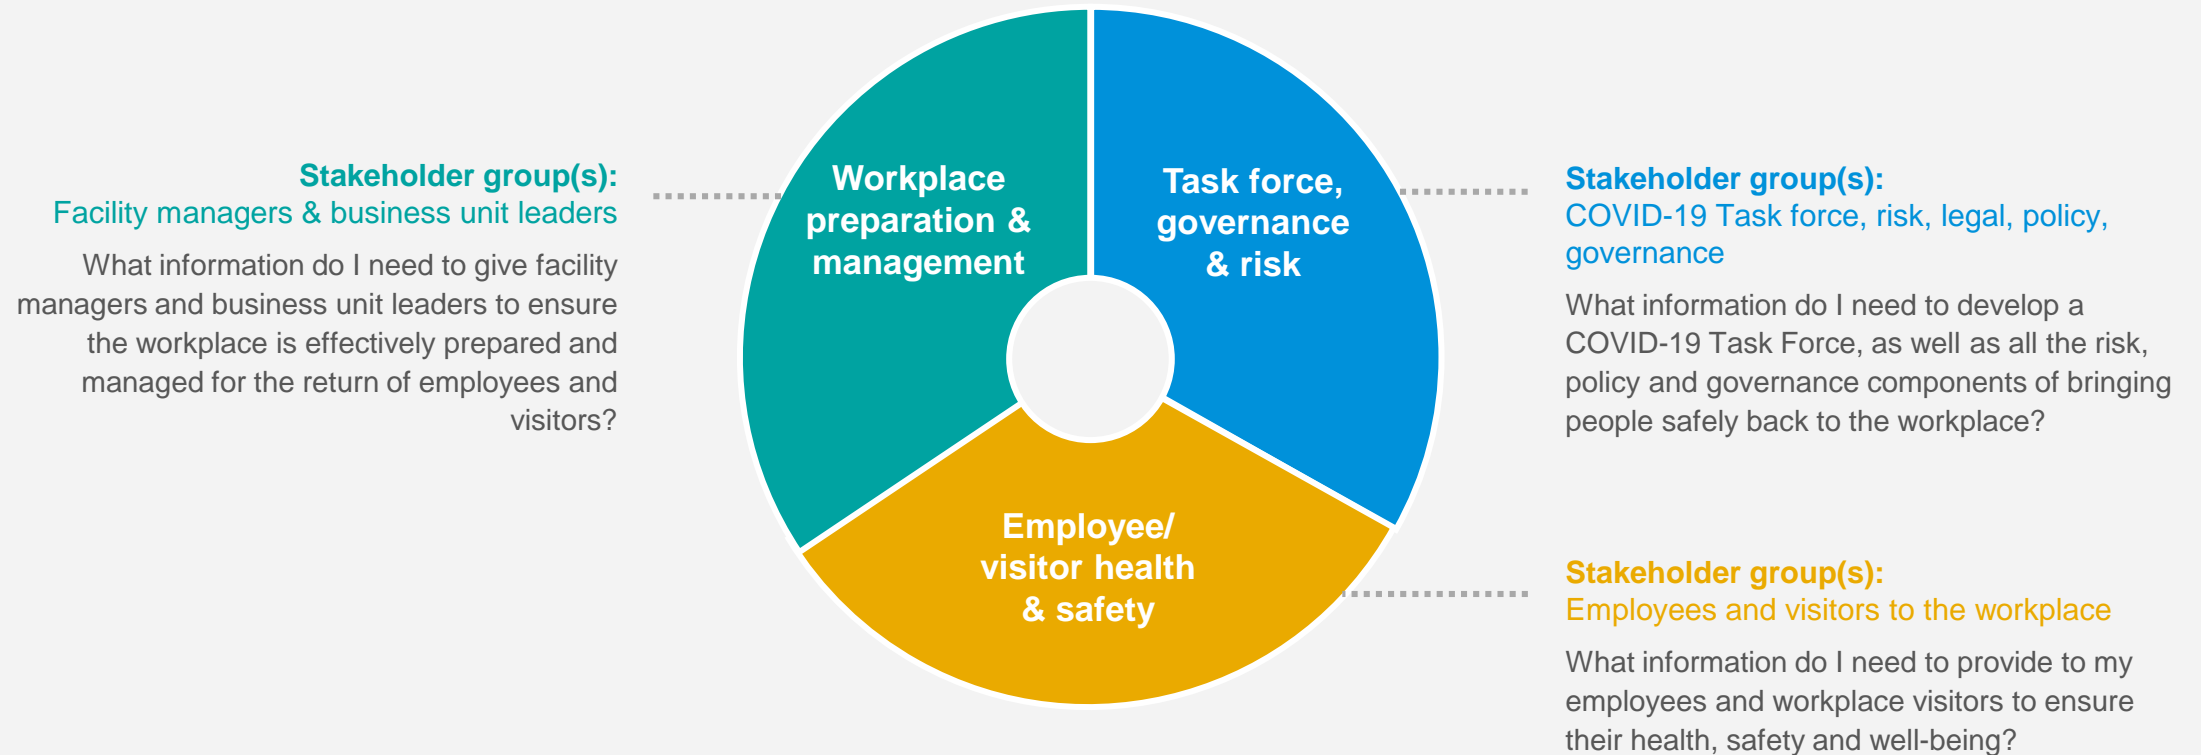 Stakeholder group(s):
Facility managers & business unit leaders
What information do I need to give facility
managers and business unit leaders to ensure
the workplace is effectively prepared and
managed for the return of employees and
visitors?
Workplace
preparation &
management
Task force,
governance
& risk
Employee/
visitor health
& safety
Stakeholder group(s):
COVID-19 Task force, risk, legal, policy,
governance
What information do I need to develop a
COVID-19 Task Force, as well as all the risk,
policy and governance components of bringing
people safely back to the workplace?
Stakeholder group(s):
Employees and visitors to the workplace
What information do I need to provide to my
employees and workplace visitors to ensure
their health, safety and well-being?